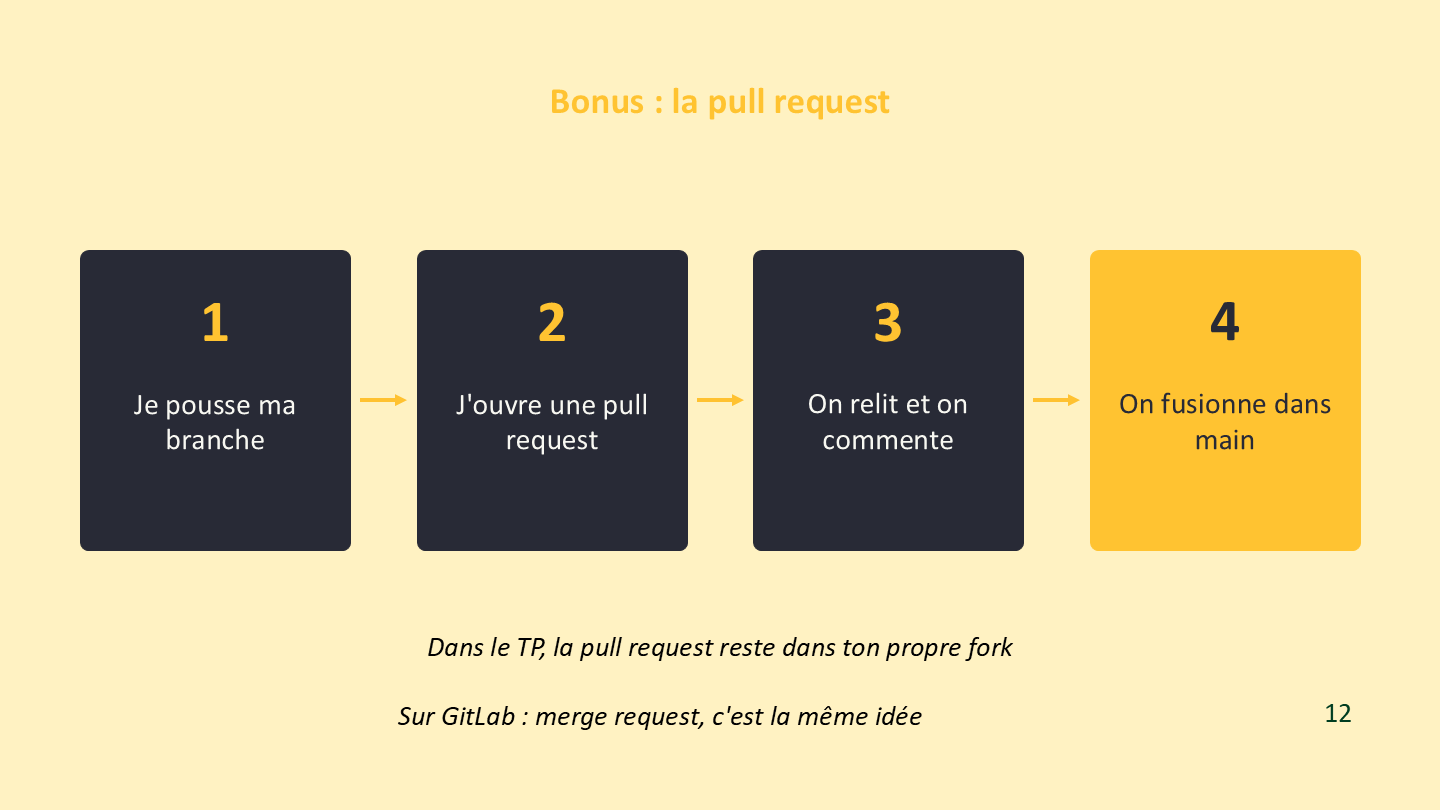 Bonus : la pull request
1
Je pousse ma
branche
2
J'ouvre une pull
request
3
On relit et on
commente
4
On fusionne dans
main
Dans le TP, la pull request reste dans ton propre fork
Sur GitLab : merge request, c'est la même idée
12